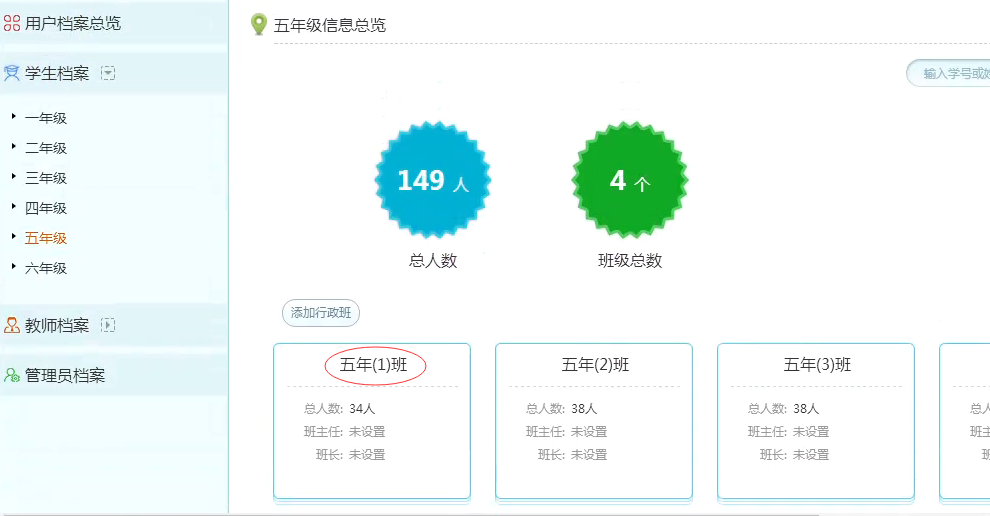 用户档案总览
学生档案
一年级
二年级
三年级
四年级
五年级
六年级
教师档案
管理员档案
五年级信息总览
输入学号或
149 人
总人数
4 个
班级总数
添加行政班
五年(1)班
总人数: 34人
班主任: 未设置
班长: 未设置
五年(2)班
总人数: 38人
班主任: 未设置
班长: 未设置
五年(3)班
总人数: 38人
班主任: 未设置
班长: 未设置
总人
班主
班